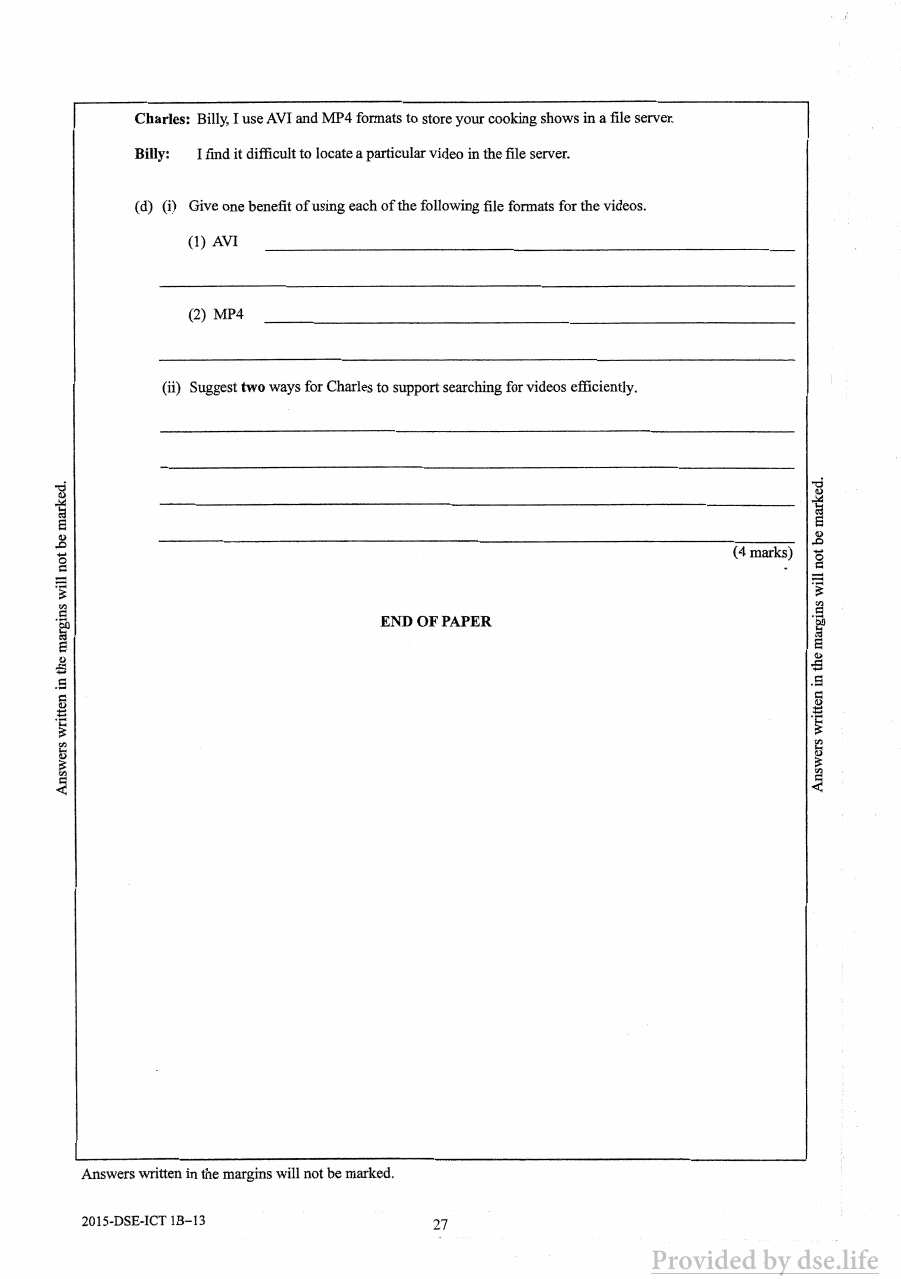 Charles: Billy, I use AVI and MP4 formats to store your cooking shows in a file server.
Billy: I find it difficult to locate a particular video in the file server.
(d) (i) Give one benefit of using each of the following file formats for the videos.
(1) AVI
(2) MP4
(ii) Suggest two ways for Charles to support searching for videos efficiently.
(4 marks)
END OF PAPER
Answers written in the margins will not be marked.
Answers written in the margins will not be marked.
Answers written in the margins will not be marked.
2015-DSE-ICT 1B–13
27
Provided by dse.life